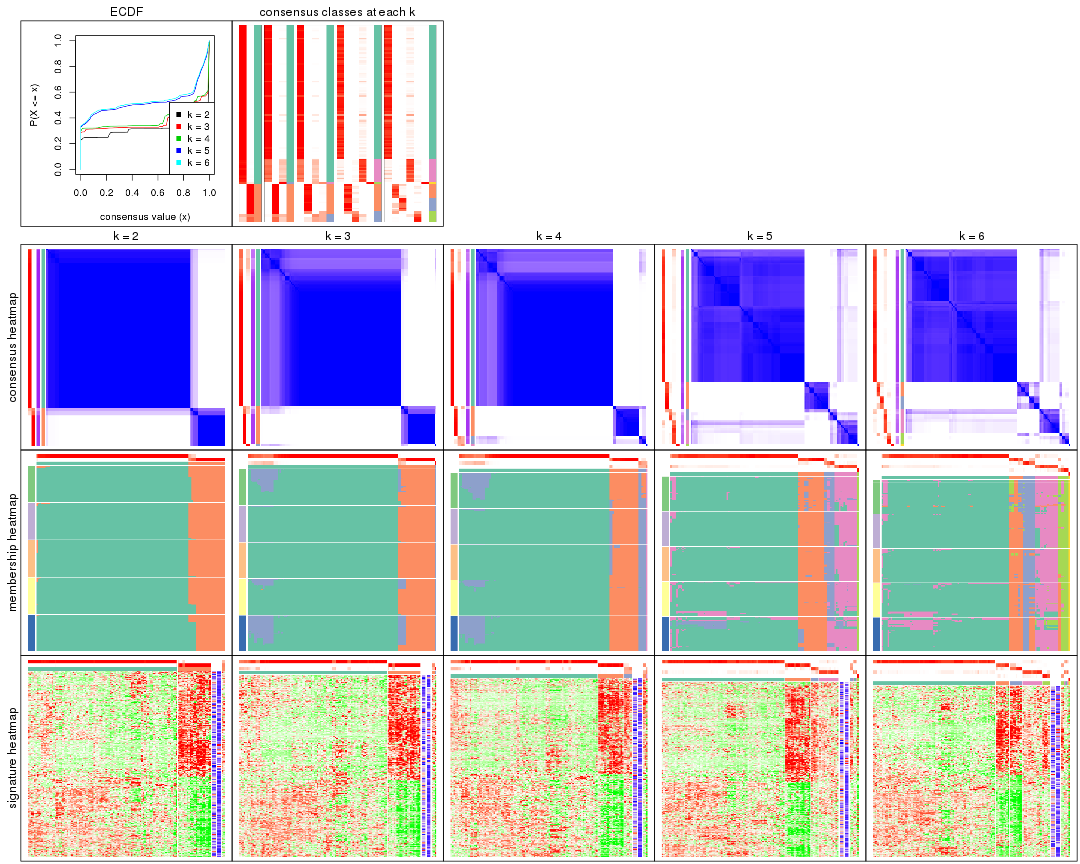 ECDF
consensus classes at each k
P(X <= x)
0.0
0.2
0.4
0.6
0.8
1.0
k = 2
k = 3
k = 4
k = 5
k = 6
0.0 0.2 0.4 0.6 0.8 1.0
consensus value (x)
k = 2
k = 3
k = 4
k = 5
k = 6
consensus heatmap
membership heatmap
signature heatmap